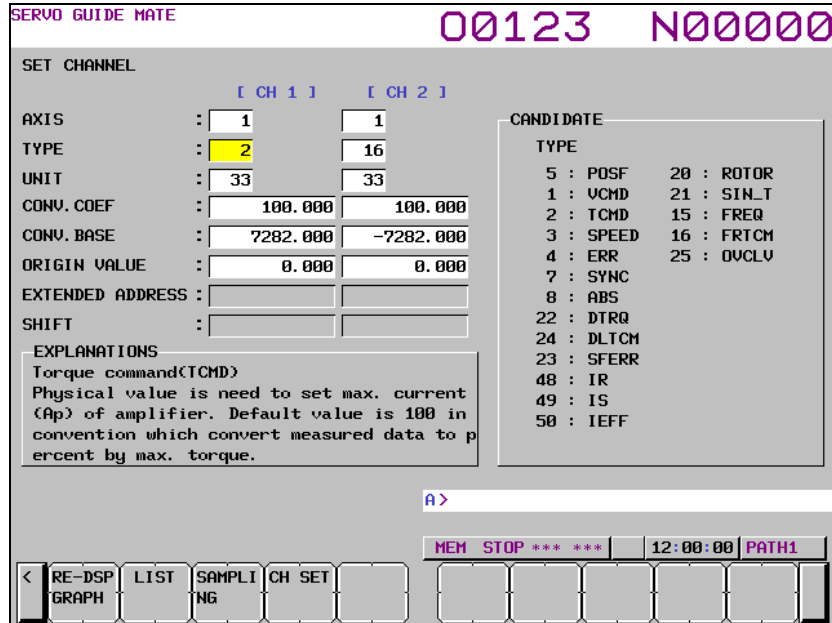 SERVO GUIDE MATE
O0123 N00000
SET CHANNEL
[ CH 1 ] [ CH 2 ]
AXIS : 1 1
TYPE : 2 16
UNIT : 33 33
CONV.COEF : 100.000 100.000
CONV.BASE : 7282.000 -7282.000
ORIGIN VALUE : 0.000 0.000
EXTENDED ADDRESS :
SHIFT :
EXPLANATIONS
Torque command(TCMD)
Physical value is need to set max. current
(Ap) of amplifier. Default value is 100 in
convention which convert measured data to p
ercent by max. torque.
CANDIDATE
TYPE
5 : POSF 20 : ROTOR
1 : VCMD 21 : SIN_T
2 : TCMD 15 : FREQ
3 : SPEED 16 : FRTCM
4 : ERR 25 : OVCLV
7 : SYNC
8 : ABS
22 : DTRQ
24 : DLTCM
23 : SFERR
48 : IR
49 : IS
50 : IEFF
A>
MEM STOP *** *** 12:00:00 PATH1
< RE-DSP LIST SAMPLI CH SET
GRAPH NG